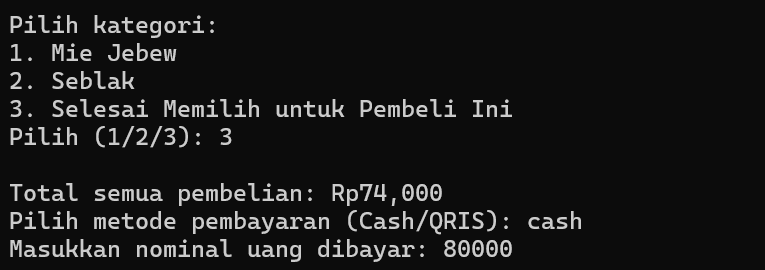 Pilih kategori:
1. Mie Jebew
2. Seblak
3. Selesai Memilih untuk Pembeli Ini
Pilih (1/2/3): 3
Total semua pembelian: Rp74,000
Pilih metode pembayaran (Cash/QRIS): cash
Masukkan nominal uang dibayar: 80000